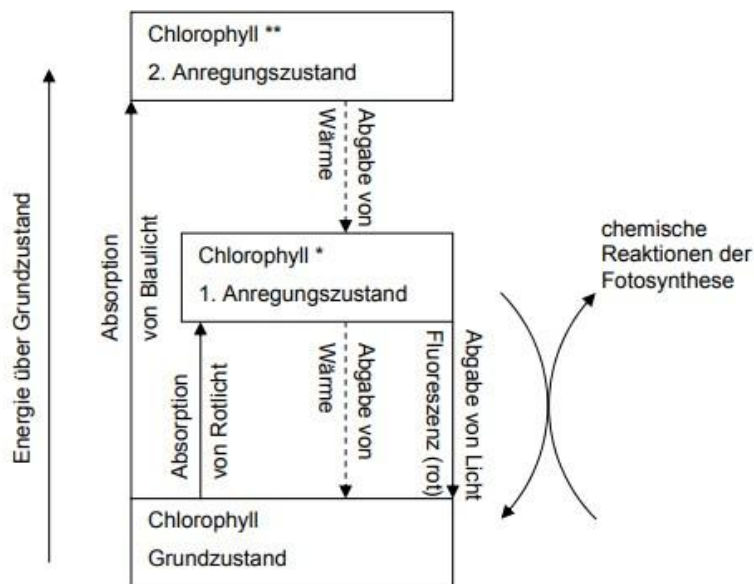 Chlorophyll **
2. Anregungszustand
Abgabe von
Wärme
Energie über Grundzustand
Absorption
von Blaulicht
Chlorophyll *
1. Anregungszustand
chemische
Reaktionen der
Fotosynthese
Absorption
von Rotlicht
Abgabe von
Wärme
Abgabe von Licht
Fluoreszenz (rot)
Chlorophyll
Grundzustand